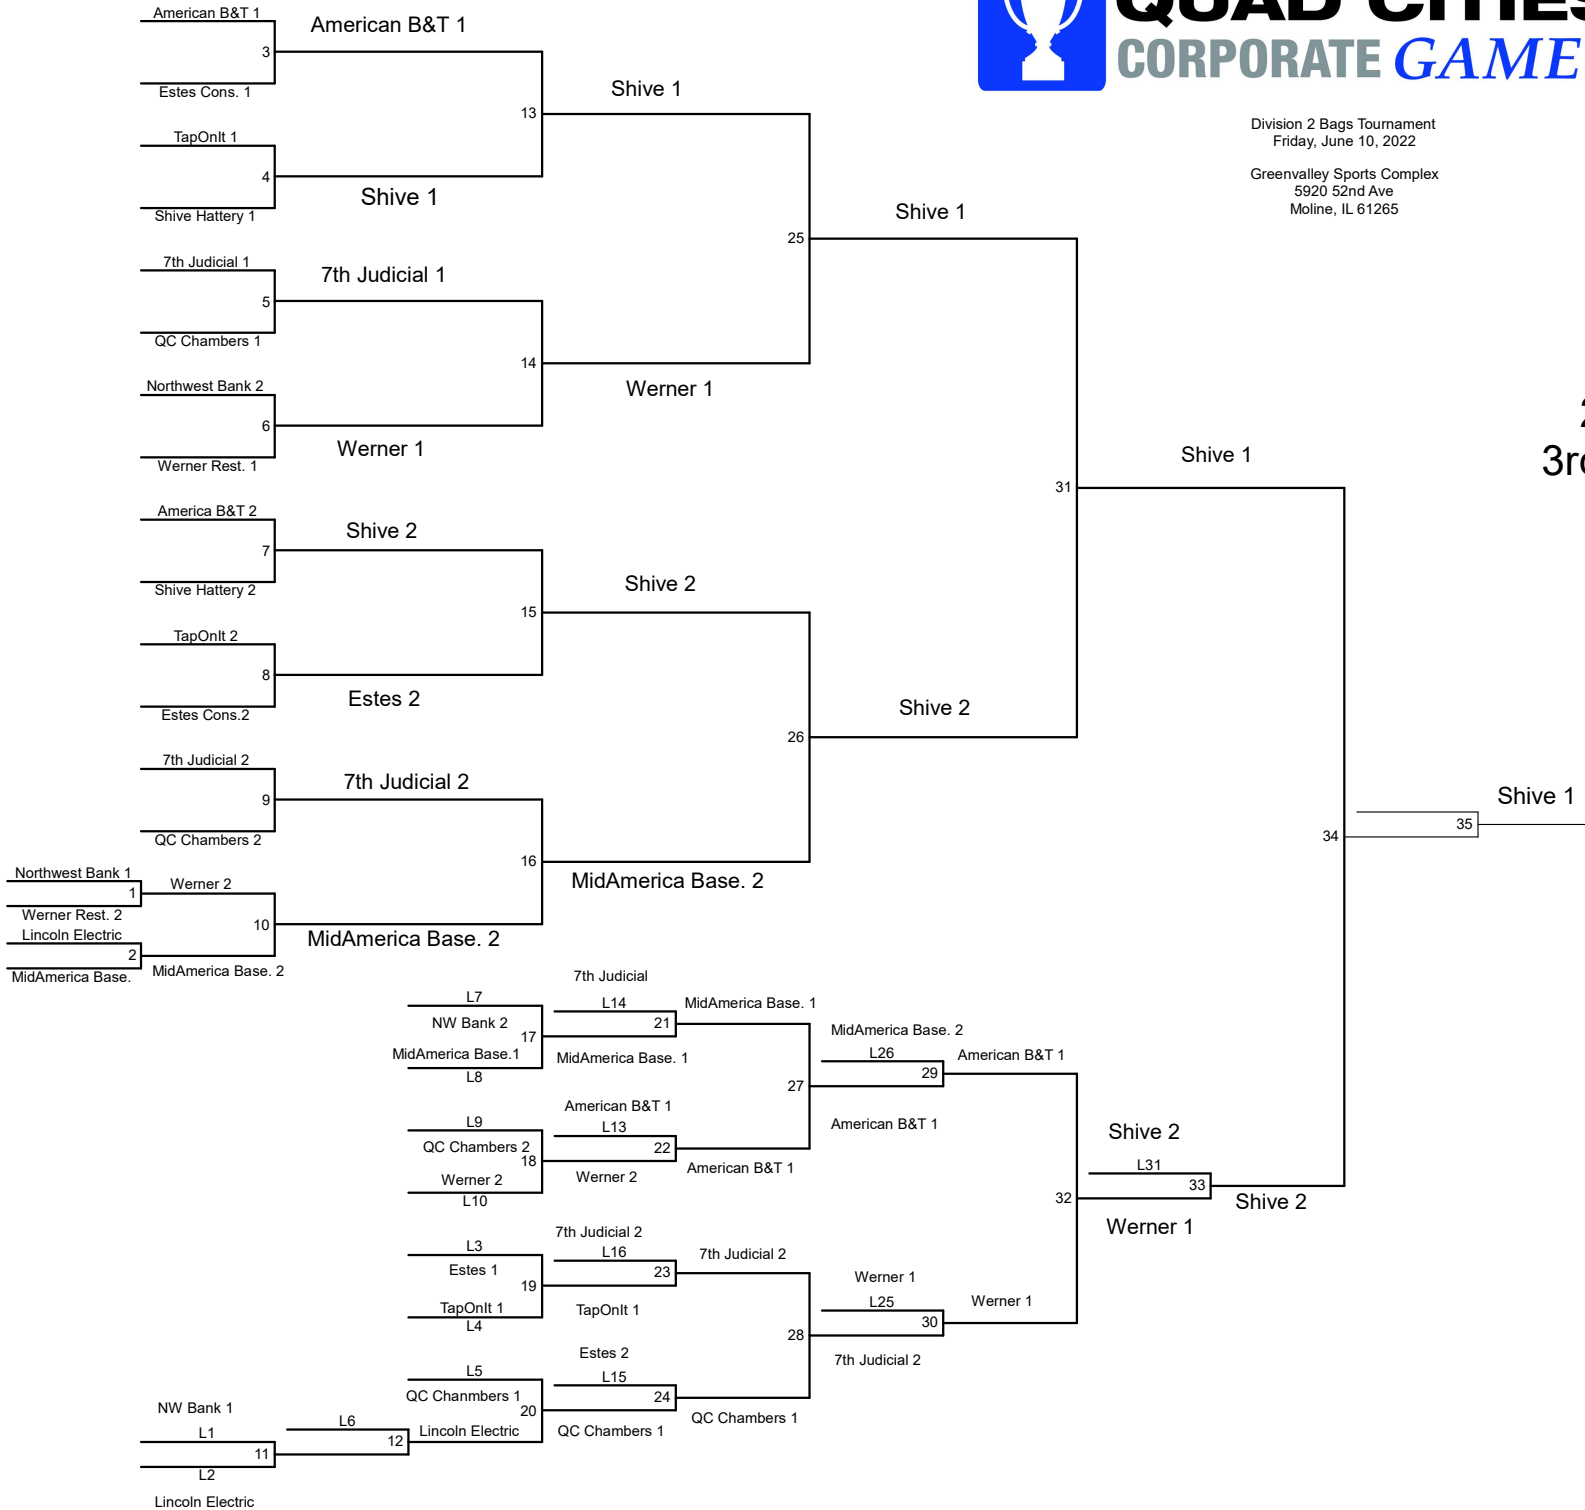 QUAD CITIES
CORPORATE GAME
Division 2 Bags Tournament
Friday, June 10, 2022
Greenvalley Sports Complex
5920 52nd Ave
Moline, IL 61265
American B&T 1
3
Estes Cons. 1
TapOnIt 1
4
Shive Hattery 1
7th Judicial 1
5
QC Chambers 1
Northwest Bank 2
6
Werner Rest. 1
America B&T 2
7
Shive Hattery 2
TapOnIt 2
8
Estes Cons.2
7th Judicial 2
9
QC Chambers 2
Northwest Bank 1
1
Werner Rest. 2
Lincoln Electric
2
MidAmerica Base.
Werner 2
10
MidAmerica Base. 2
American B&T 1
13
Shive 1
7th Judicial 1
14
Werner 1
Shive 2
15
Estes 2
7th Judicial 2
16
MidAmerica Base. 2
Shive 1
25
Werner 1
Shive 2
26
MidAmerica Base. 2
Shive 1
31
Shive 2
Shive 1
34
35
Shive 1
3r
L7
NW Bank 2
17
MidAmerica Base.1
L8
L9
QC Chambers 2
18
Werner 2
L10
L3
Estes 1
19
TapOnIt 1
L4
L5
QC Chanmbers 1
20
Lincoln Electric
NW Bank 1
L1
11
L2
Lincoln Electric
L6
12
7th Judicial
L14
21
MidAmerica Base. 1
American B&T 1
L13
22
Werner 2
7th Judicial 2
L16
23
TapOnIt 1
Estes 2
L15
24
QC Chambers 1
MidAmerica Base. 1
27
American B&T 1
7th Judicial 2
28
QC Chambers 1
MidAmerica Base. 2
L26
29
American B&T 1
Werner 1
L25
30
7th Judicial 2
American B&T 1
32
Werner 1
Shive 2
L31
33
Werner 1
Shive 2